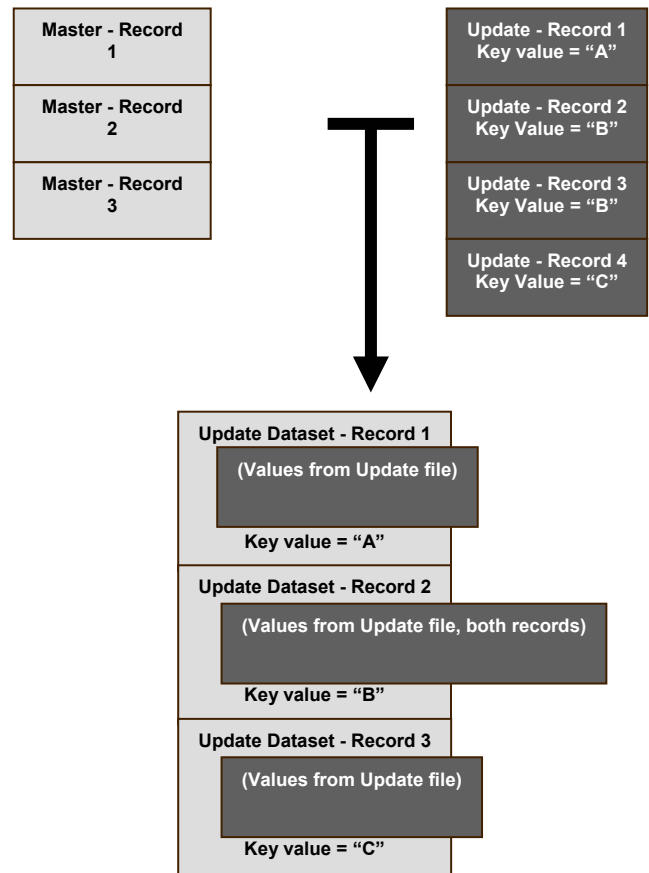 Master - Record
1
Master - Record
2
Master - Record
3
Update - Record 1
Key value = “A”
Update - Record 2
Key Value = “B”
Update - Record 3
Key Value = “B”
Update - Record 4
Key Value = “C”
Update Dataset - Record 1
(Values from Update file)
Key value = “A”
Update Dataset - Record 2
(Values from Update file, both records)
Key value = “B”
Update Dataset - Record 3
(Values from Update file)
Key value = “C”